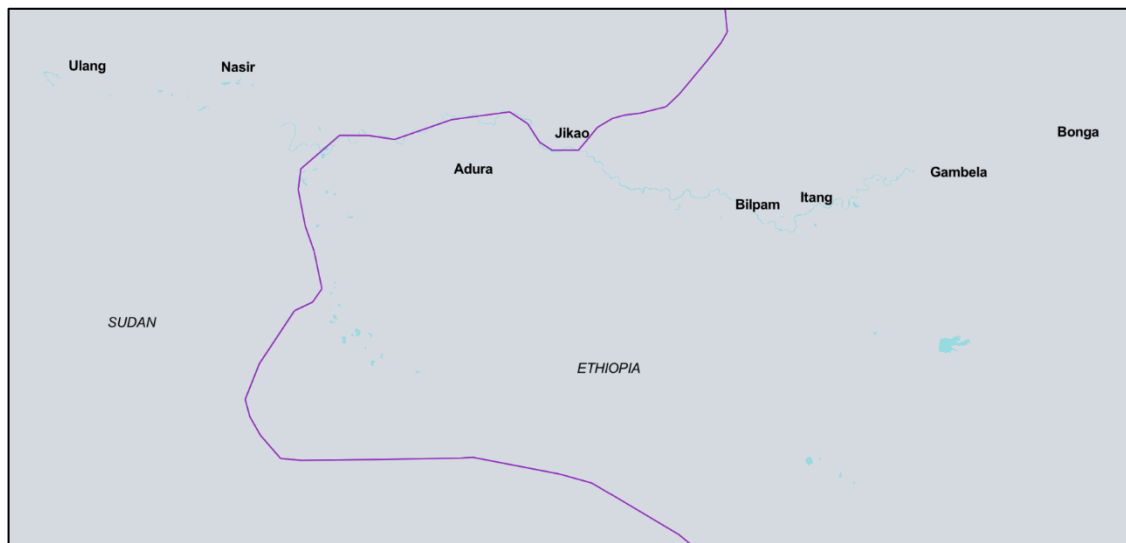 Ulang
Nasir
Jikao
Bonga
Adura
Gambela
Bilpam
Itang
SUDAN
ETHIOPIA